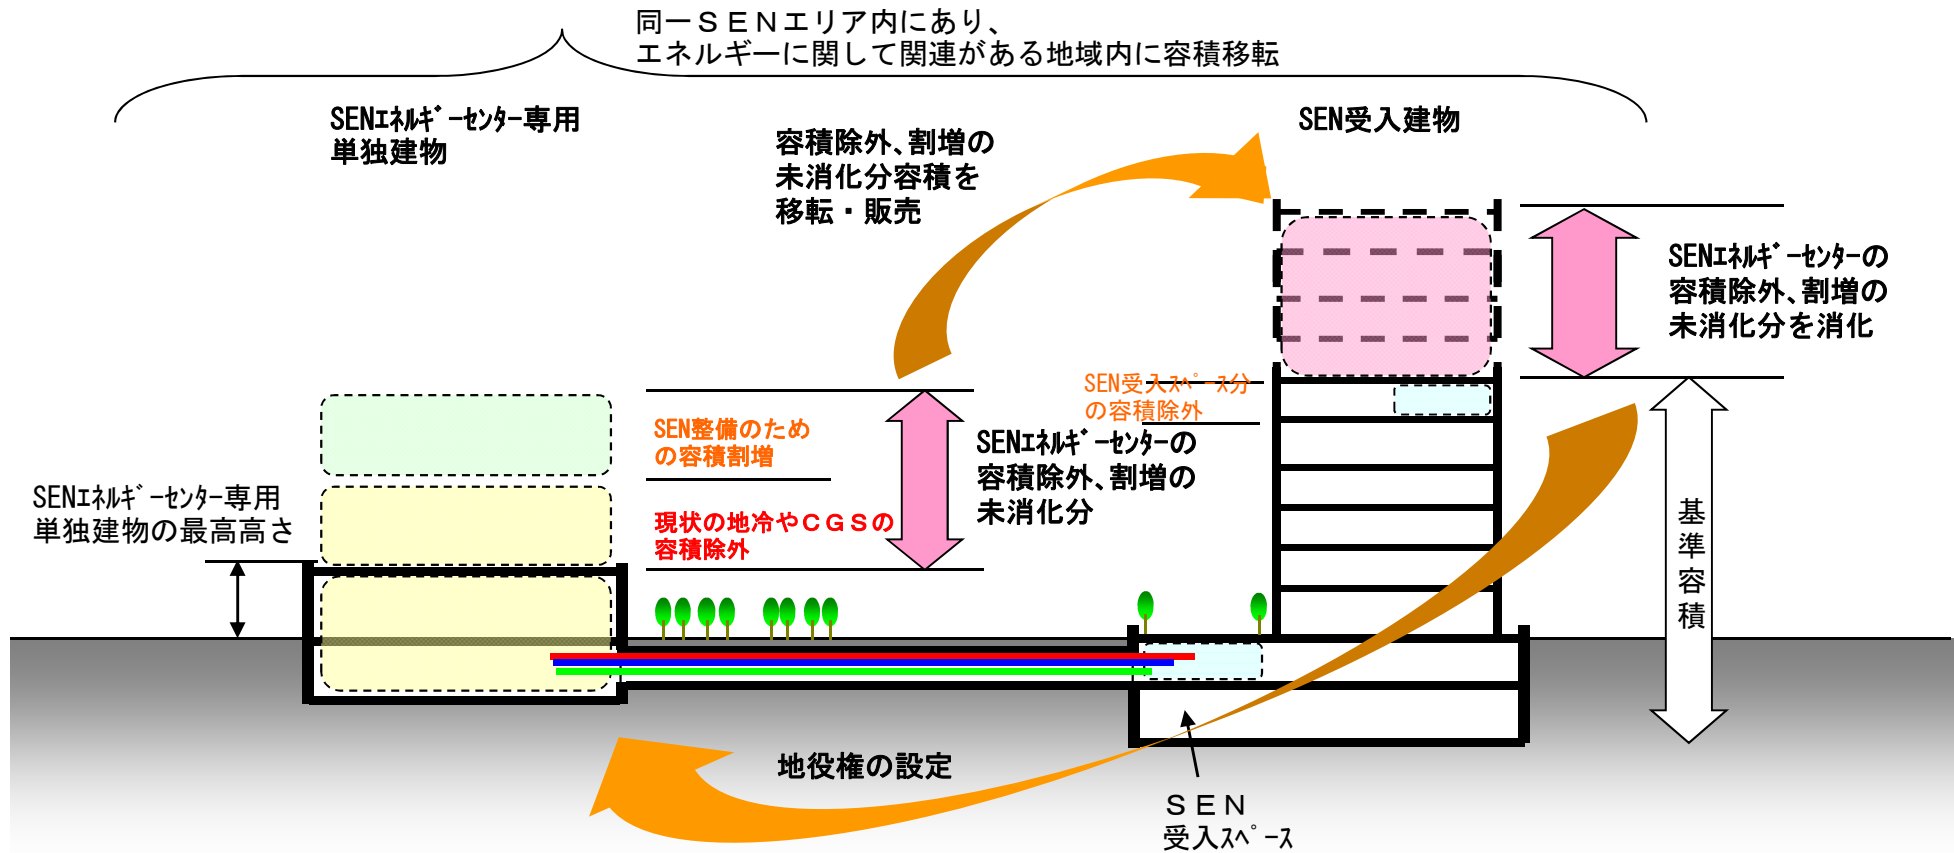 同一ＳＥＮエリア内にあり、
エネルギーに関して関連がある地域内に容積移転
SENｴﾈﾙｷﾞｰｾﾝﾀｰ専用
単独建物
SEN受入建物
容積除外、割増の
未消化分容積を
移転・販売
SENｴﾈﾙｷﾞｰｾﾝﾀｰの
容積除外、割増の
未消化分を消化
SEN受入ｽﾍﾟｰｽ分
の容積除外
SEN整備のため
の容積割増
SENｴﾈﾙｷﾞｰｾﾝﾀｰの
容積除外、割増の
未消化分
SENｴﾈﾙｷﾞｰｾﾝﾀｰ専用
単独建物の最高高さ
現状の地冷やＣＧＳの
容積除外
基準容積
地役権の設定
ＳＥＮ
受入ｽﾍﾟｰｽ